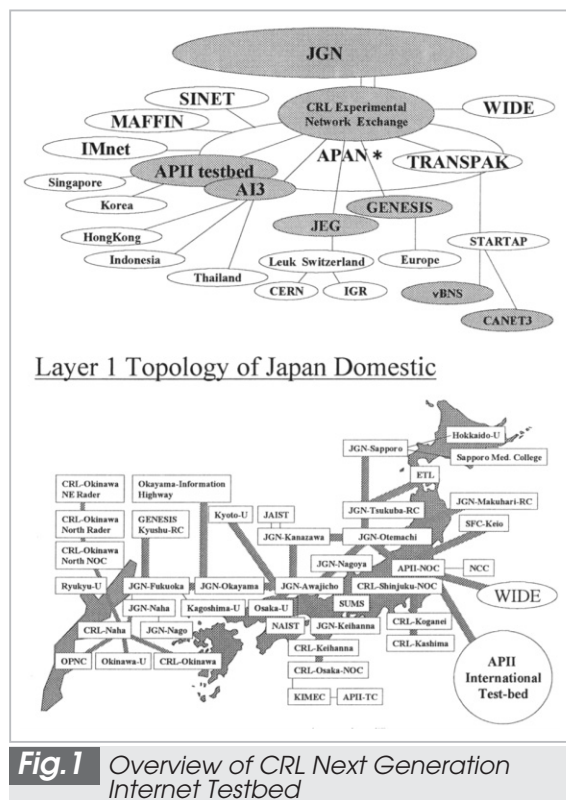 JGN
SINET
CRL Experimental
Network Exchange
WIDE
MAFFIN
IMnet
APAN *
TRANSPAK
APII testbed
Singapore
AI3
Korea
GENESIS
JEG
HongKong
STARTAP
Indonesia
Leuk Switzerland
Europe
Thailand
CERN
IGR
vBNS
CANET3
Layer 1 Topology of Japan Domestic
Hokkaido-U
JGN-Sapporo
Sapporo Med. College
ETL
CRL-Okinawa
NE Rader
Okayama-Information
Highway
JGN-Makuhari-RC
CRL-Okinawa
North Rader
GENESIS
Kyushu-RC
Kyoto-U
JAIST
JGN-Tsukuba-RC
SFC-Keio
JGN-Kanazawa
JGN-Otemachi
CRL-Okinawa
North NOC
JGN-Nagoya
APII-NOC
NCC
Ryukyu-U
JGN-Fukuoka
JGN-Okayama
JGN-Awajicho
CRL-Shinjuku-NOC
WIDE
JGN-Naha
Kagoshima-U
Osaka-U
SUMS
CRL-Naha
JGN-Nago
NAIST
JGN-Keihanna
CRL-Koganei
CRL-Keihanna
CRL-Kashima
OPNC
Okinawa-U
CRL-Okinawa
CRL-Osaka-NOC
APII
International
Test-bed
KIMEC
APII-TC
Fig.1 Overview of CRL Next Generation
Internet Testbed